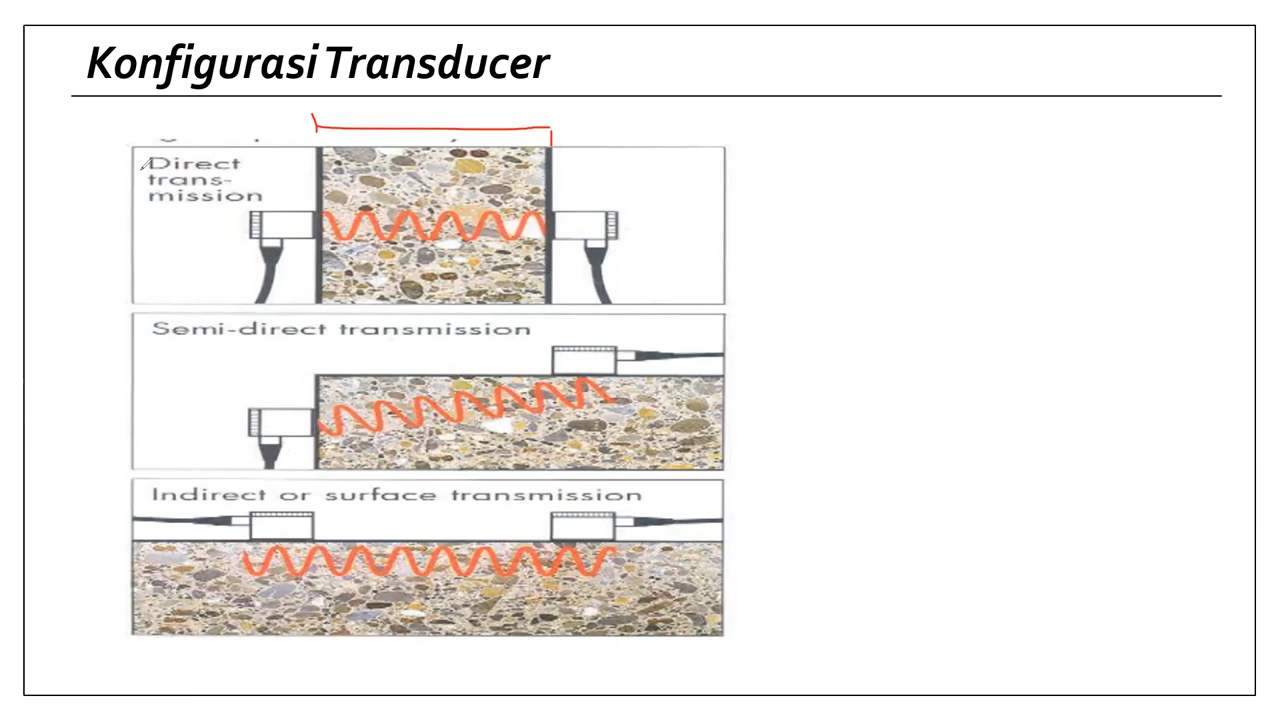 Konfigurasi Transducer
Direct
trans-
mission
Semi-direct transmission
Indirect or surface transmission